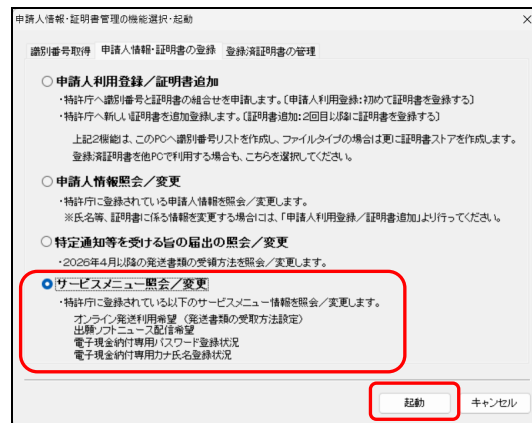 申請人情報・証明書管理の機能選択・起動
識別番号取得 申請人情報・証明書の登録 登録済証明書の管理
申請人利用登録／証明書追加
・特許庁へ識別番号と証明書の組合せを申請します。〔申請人利用登録：初めて証明書を登録する〕
・特許庁へ新しい証明書を追加登録します。〔証明書追加：2回目以降に証明書を登録する〕
上記2機能は、このPCへ識別番号リストを作成し、ファイルタイプの場合は更に証明書ストアを作成します。
登録済証明書を他PCで利用する場合も、こちらを選択してください。
申請人情報照会／変更
・特許庁に登録されている申請人情報を照会／変更します。
※氏名等、証明書に係る情報を変更する場合には、「申請人利用登録／証明書追加」より行ってください。
特定通知等を受ける旨の届出の照会／変更
・2026年4月以降の発送書類の受領方法を照会／変更します。
サービスメニュー照会／変更
・特許庁に登録されている以下のサービスメニュー情報を照会／変更します。
オンライン発送利用希望（発送書類の受取方法設定）
出願ソフトニュース配信希望
電子現金納付専用パスワード登録状況
電子現金納付専用カナ氏名登録状況
起動 キャンセル